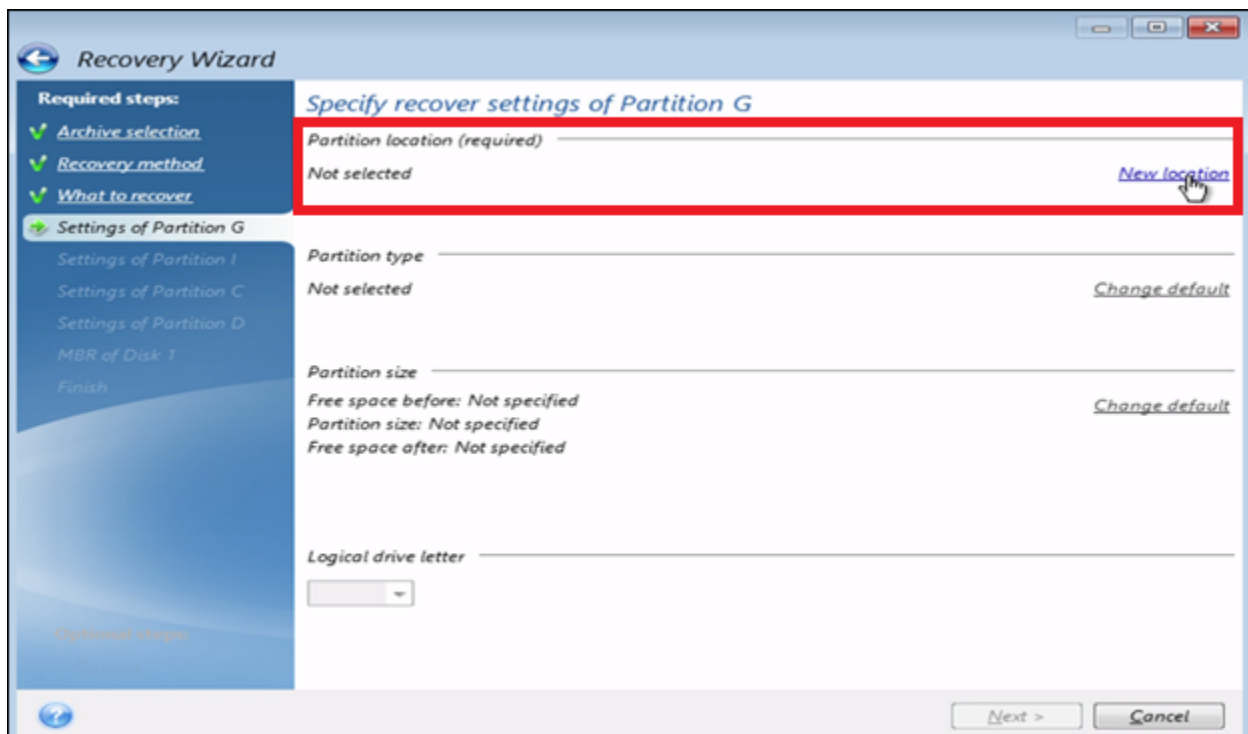 Recovery Wizard
Required steps:
Archive selection
Recovery method
What to recover
Settings of Partition G
Settings of Partition I
Settings of Partition C
Settings of Partition D
MBR of Disk 1
Finish
Optional steps:
Specify recover settings of Partition G
Partition location (required)
Not selected
New location
Partition type
Not selected
Change default
Partition size
Free space before: Not specified
Change default
Partition size: Not specified
Free space after: Not specified
Logical drive letter
Next >
Cancel